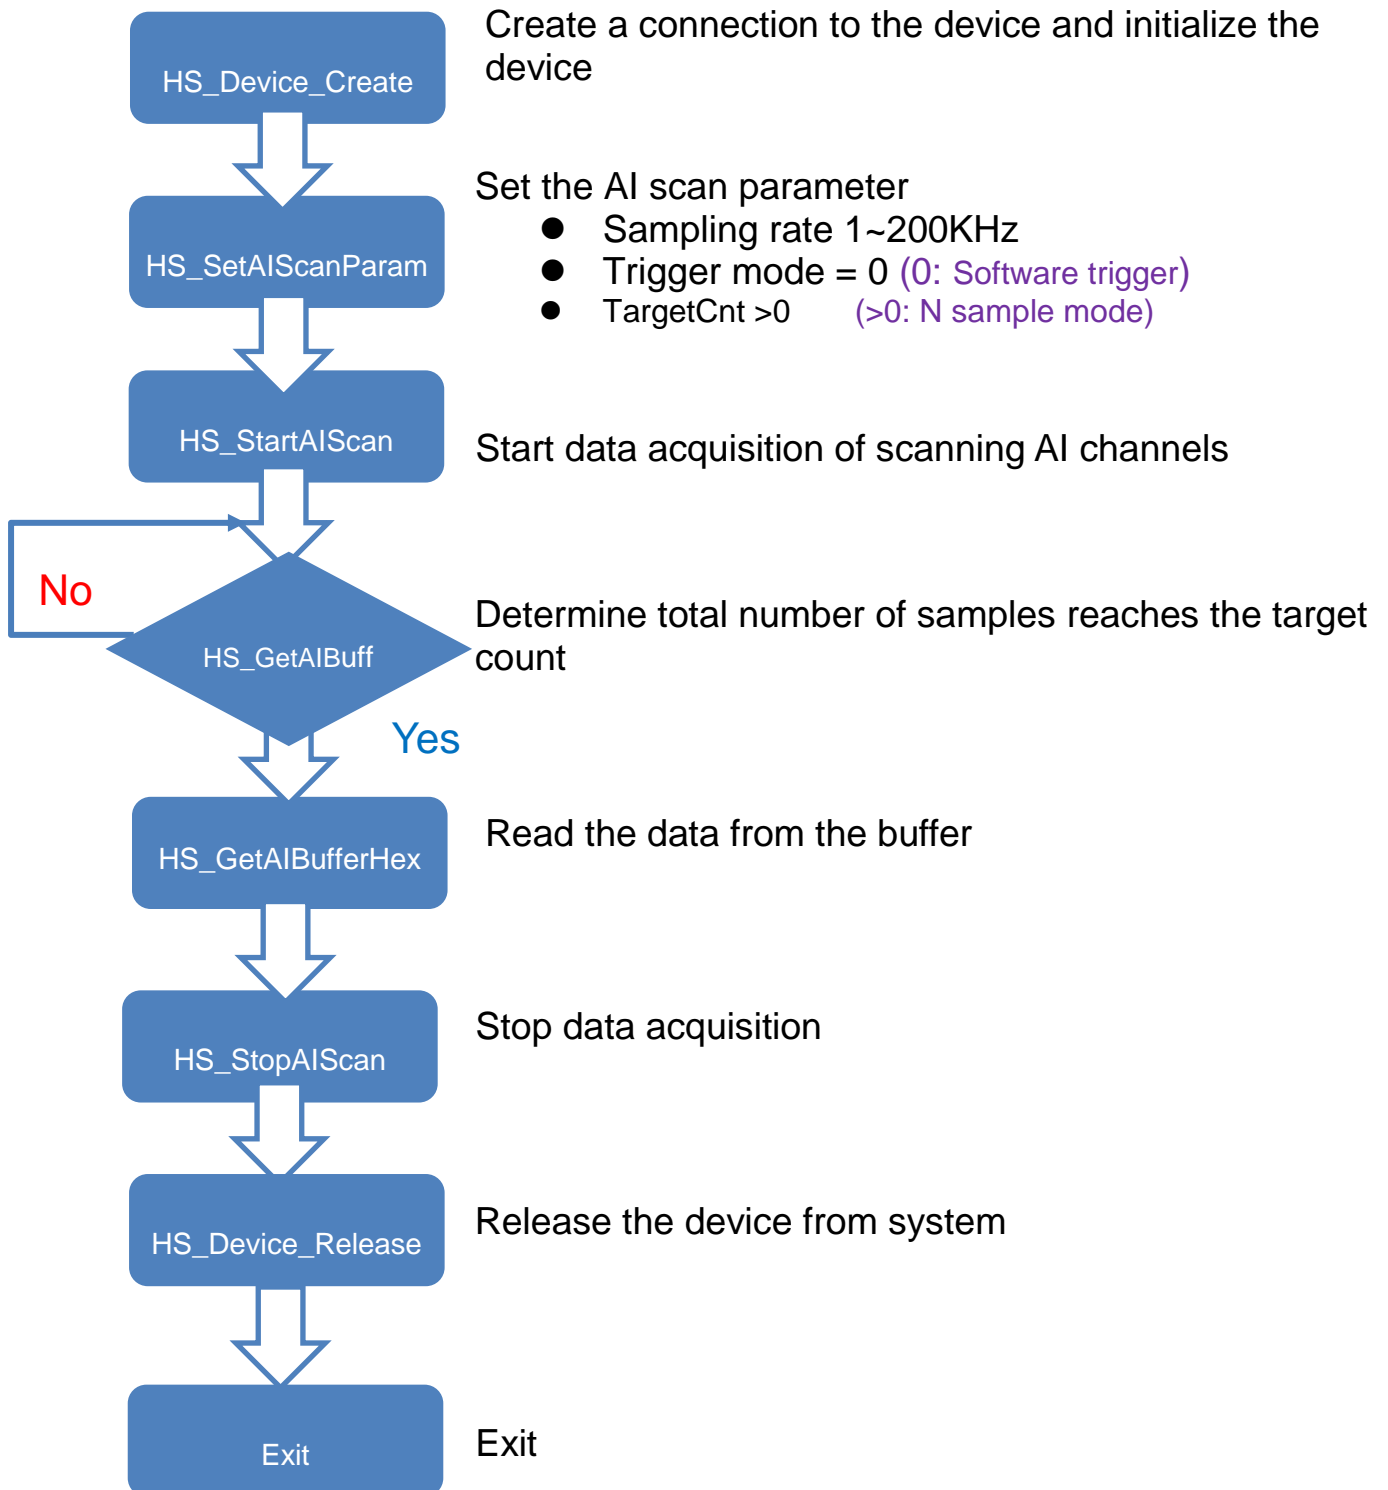 Create a connection to the device and initialize the
device
HS_Device_Create
Set the AI scan parameter
● Sampling rate 1~200KHz
● Trigger mode = 0 (0: Software trigger)
● TargetCnt >0 (>0: N sample mode)
HS_SetAIScanParam
HS_StartAIScan
Start data acquisition of scanning AI channels
No
Determine total number of samples reaches the target
count
HS_GetAIBuff
Yes
Read the data from the buffer
HS_GetAIBufferHex
Stop data acquisition
HS_StopAIScan
Release the device from system
HS_Device_Release
Exit
Exit